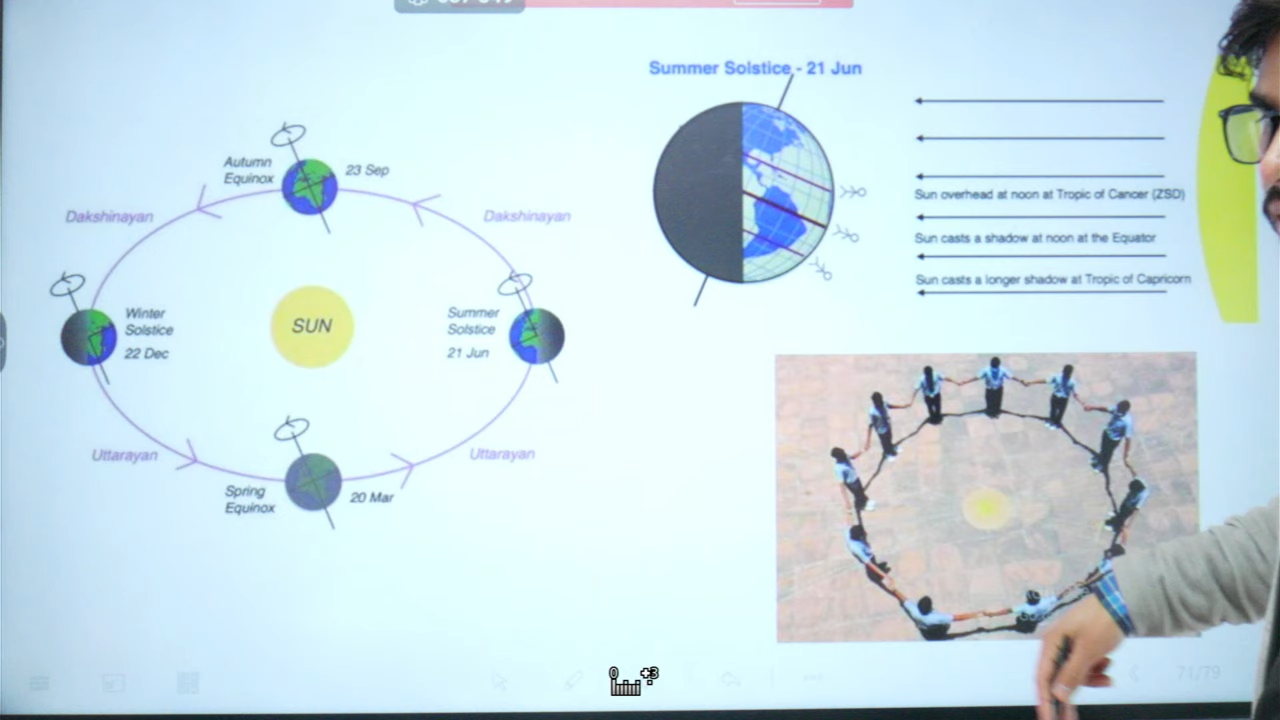 Summer Solstice - 21 Jun
Autumn
Equinox
23 Sep
Dakshinayan
Dakshinayan
Sun overhead at noon at Tropic of Cancer (ZSD)
Sun casts a shadow at noon at the Equator
Sun casts a longer shadow at Tropic of Capricorn
Winter
Solstice
22 Dec
SUN
Summer
Solstice
21 Jun
Uttarayan
Uttarayan
Spring
Equinox
20 Mar
0
+3
71/79